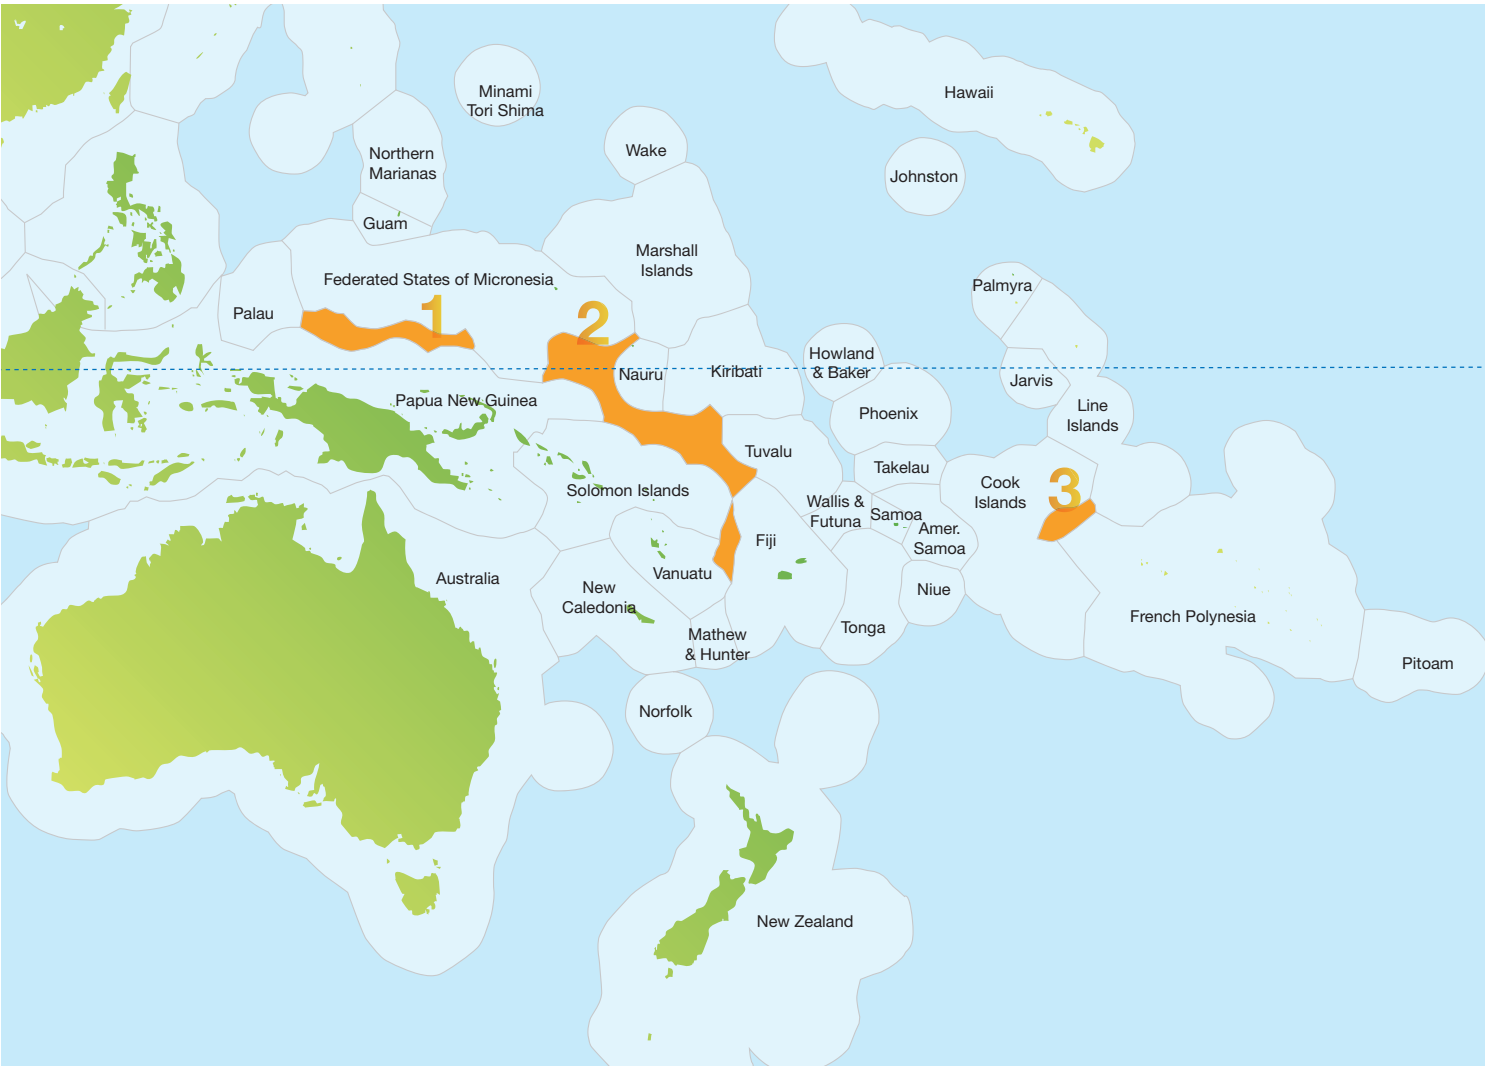 Minami
Tori Shima
Hawaii
Wake
Northern
Marianas
Johnston
Guam
Marshall
Islands
Federated States of Micronesia
Palmyra
Palau
1
2
Howland
& Baker
Nauru
Kiribati
Jarvis
Papua New Guinea
Phoenix
Line
Islands
Tuvalu
Takelau
Cook
Islands
3
Solomon Islands
Wallis &
Futuna
Samoa
Amer.
Samoa
Fiji
Vanuatu
Australia
New
Caledonia
Niue
French Polynesia
Tonga
Mathew
& Hunter
Pitoam
Norfolk
New Zealand